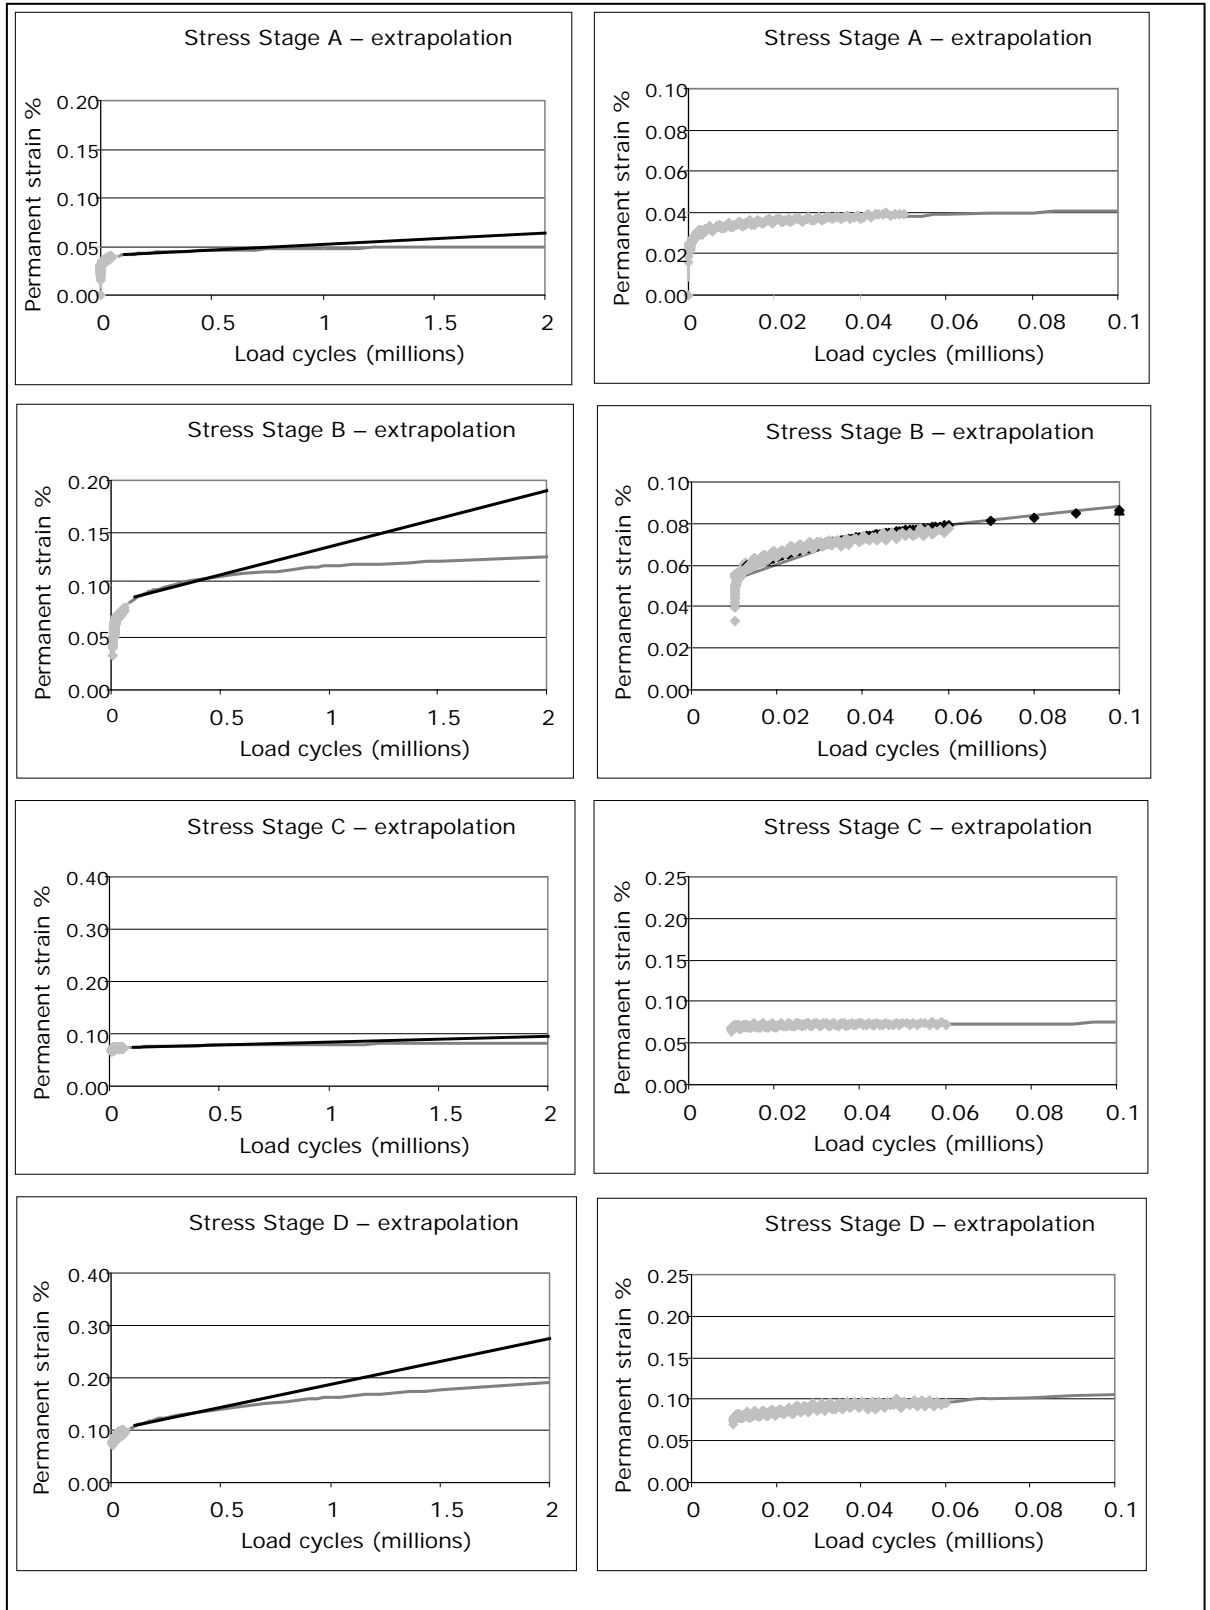 Stress Stage A – extrapolation
Permanent strain %
0.20
0.15
0.10
0.05
0.00
0 0.5 1 1.5 2
Load cycles (millions)
Stress Stage A – extrapolation
Permanent strain %
0.10
0.08
0.06
0.04
0.02
0.00
0 0.02 0.04 0.06 0.08 0.1
Load cycles (millions)
Stress Stage B – extrapolation
Permanent strain %
0.20
0.15
0.10
0.05
0.00
0 0.5 1 1.5 2
Load cycles (millions)
Stress Stage B – extrapolation
Permanent strain %
0.10
0.08
0.06
0.04
0.02
0.00
0 0.02 0.04 0.06 0.08 0.1
Load cycles (millions)
Stress Stage C – extrapolation
Permanent strain %
0.40
0.30
0.20
0.10
0.00
0 0.5 1 1.5 2
Load cycles (millions)
Stress Stage C – extrapolation
Permanent strain %
0.25
0.20
0.15
0.10
0.05
0.00
0 0.02 0.04 0.06 0.08 0.1
Load cycles (millions)
Stress Stage D – extrapolation
Permanent strain %
0.40
0.30
0.20
0.10
0.00
0 0.5 1 1.5 2
Load cycles (millions)
Stress Stage D – extrapolation
Permanent strain %
0.25
0.20
0.15
0.10
0.05
0.00
0 0.02 0.04 0.06 0.08 0.1
Load cycles (millions)